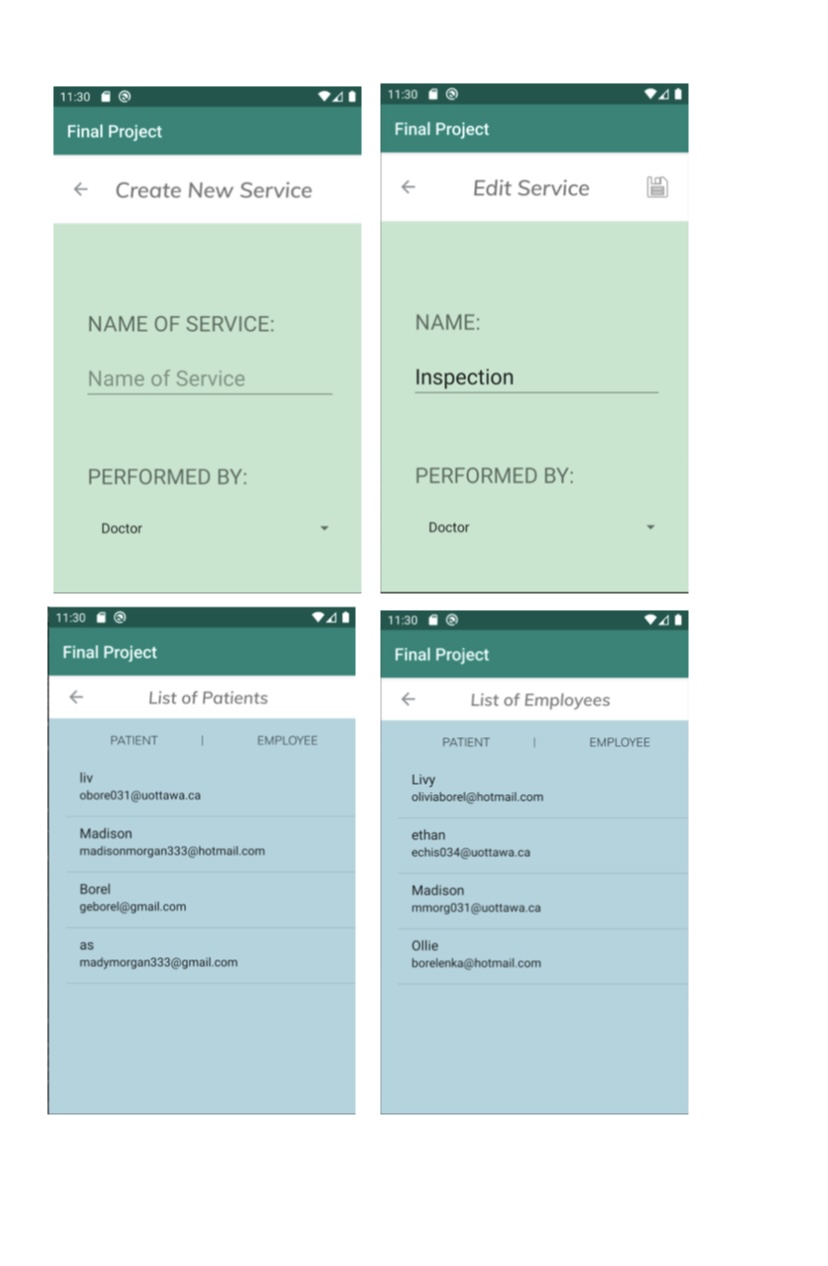 11:30
Final Project
Create New Service
NAME OF SERVICE:
Name of Service
PERFORMED BY:
Doctor
11:30
Final Project
Edit Service
NAME:
Inspection
PERFORMED BY:
Doctor
11:30
Final Project
List of Patients
PATIENT | EMPLOYEE
liv
obore031@uottawa.ca
Madison
madisonmorgan333@hotmail.com
Borel
geborel@gmail.com
as
madymorgan333@gmail.com
11:30
Final Project
List of Employees
PATIENT | EMPLOYEE
Livy
oliviaborel@hotmail.com
ethan
echis034@uottawa.ca
Madison
mmorg031@uottawa.ca
Ollie
borelenka@hotmail.com